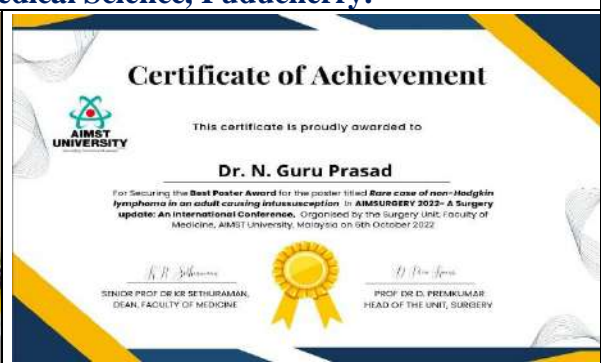 edical Science, Puducherry.
Certificate of Achievement
AIMST
UNIVERSITY
This certificate is proudly awarded to
Dr. N. Guru Prasad
For Securing the Best Poster Award for the poster titled Rare case of non-Hodgkin
lymphoma in an adult causing intussusception in AIMSURGERY 2022- A Surgery
update: An international Conference, Organised by the Surgery Unit, Faculty of
Medicine, AIMST University, Malaysia on 6th October 2022
SENIOR PROF DR KR SETHURAMAN,
DEAN, FACULTY OF MEDICINE
PROF DR D. PREMKUMAR
HEAD OF THE UNIT, SURGERY